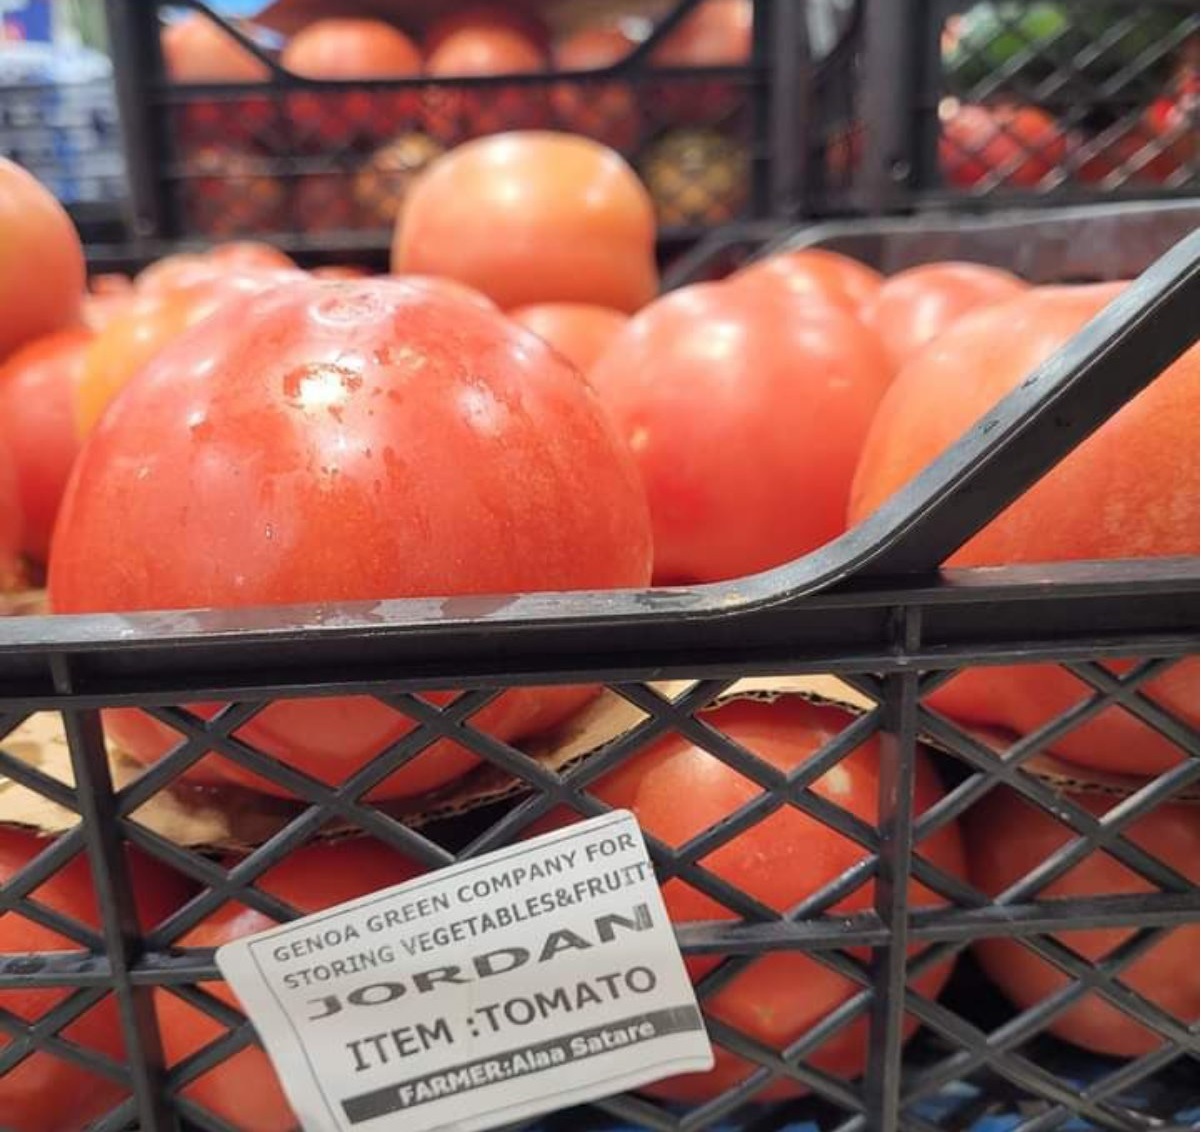 GENOA GREEN COMPANY FOR
STORING VEGETABLES&FRUITS
JORDAN
ITEM :TOMATO
FARMER:Alaa Satare